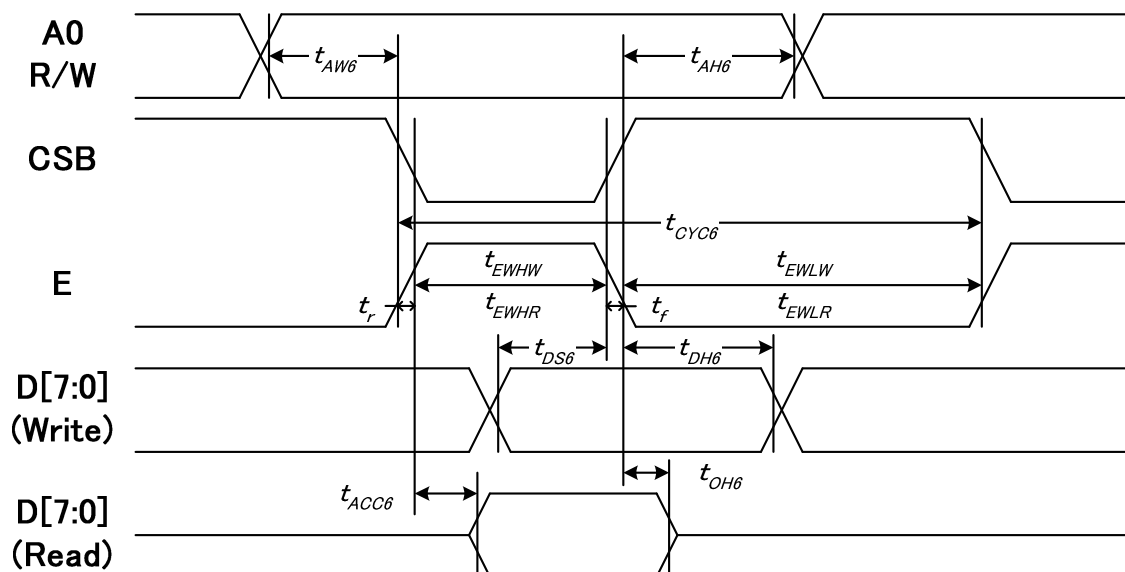 A0
R/W
tAW6
tAH6
CSB
tCYC6
E
tEWHW
tEWLW
tr
tEWHR
tf
tEWLR
tDS6
tDH6
D[7:0]
(Write)
tACC6
tOH6
D[7:0]
(Read)